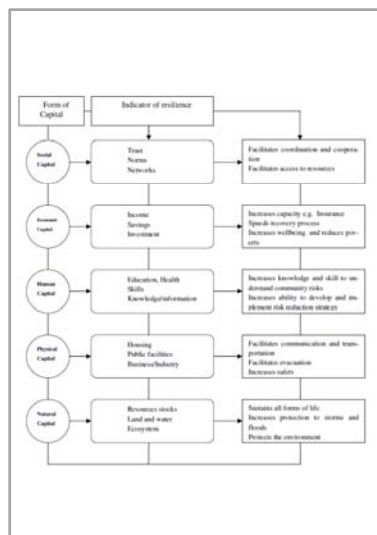 Form of
Capital
Indicator of resilience
Social
Capital
Trust
Norms
Networks
Facilitates coordination and coopera-
tion
Facilitates access to resources
Economic
Capital
Income
Savings
Investment
Increases capacity e.g. Insurance
Speeds recovery process
Increases wellbeing and reduces pov-
erty
Human
Capital
Education, Health
Skills
Knowledge/information
Increases knowledge and skill to un-
derstand community risks
Increases ability to develop and im-
plement risk reduction strategy
Physical
Capital
Housing
Public facilities
Business/Industry
Facilitates communication and trans-
portation
Facilitates evacuation
Increases safety
Natural
Capital
Resources stocks
Land and water
Ecosystem
Sustains all forms of life
Increases protection to storms and
floods
Protects the environment